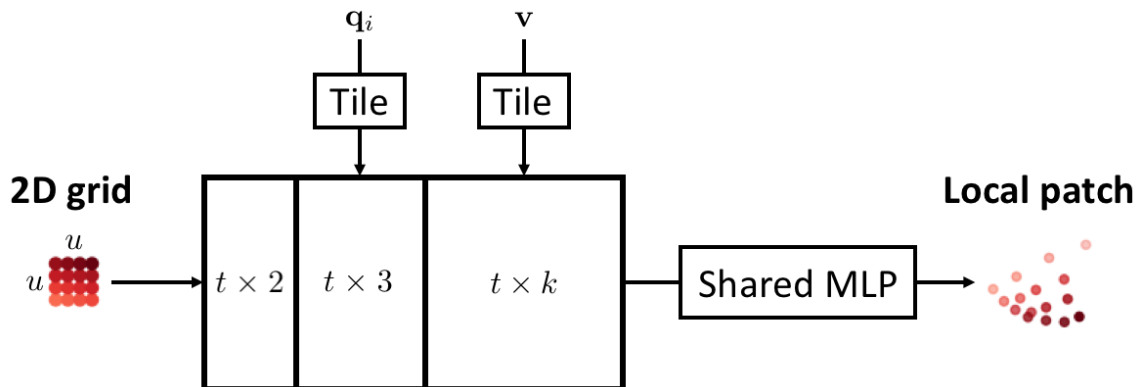 q_i v
Tile Tile
2D grid
Local patch
u
u
t × 2 t × 3 t × k
Shared MLP